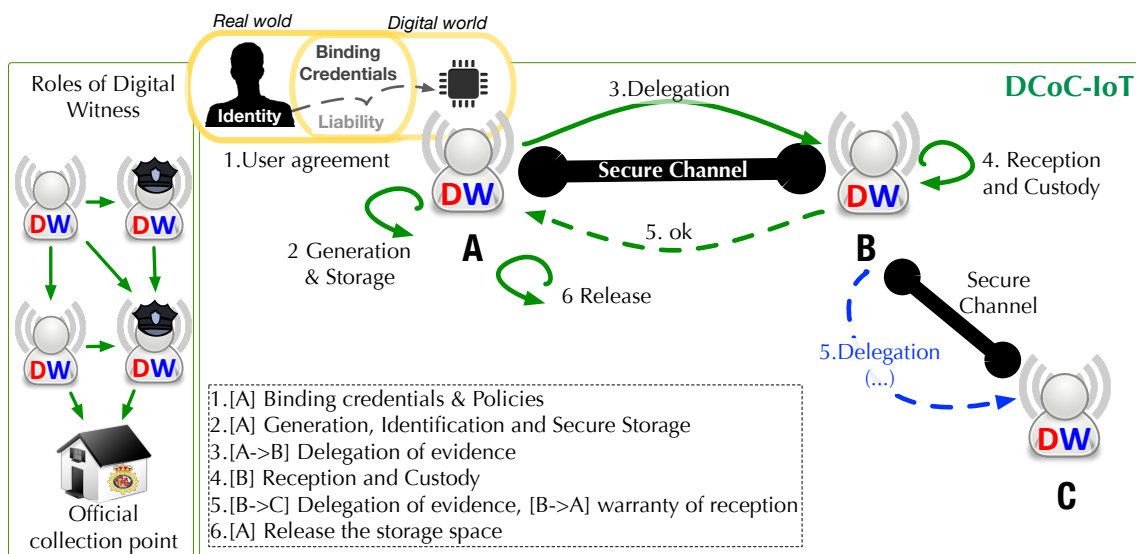 Real wold
Digital world
Roles of Digital
Witness
Binding
Credentials
Identity
Liability
DCoC-IoT
1.User agreement
3.Delegation
Secure Channel
DW
DW
DW
DW
4. Reception
and Custody
5. ok
A
B
2 Generation
& Storage
6 Release
Secure
Channel
DW
DW
5.Delegation
(...)
DW
C
Official
collection point
1.[A] Binding credentials & Policies
2.[A] Generation, Identification and Secure Storage
3.[A->B] Delegation of evidence
4.[B] Reception and Custody
5.[B->C] Delegation of evidence, [B->A] warranty of reception
6.[A] Release the storage space